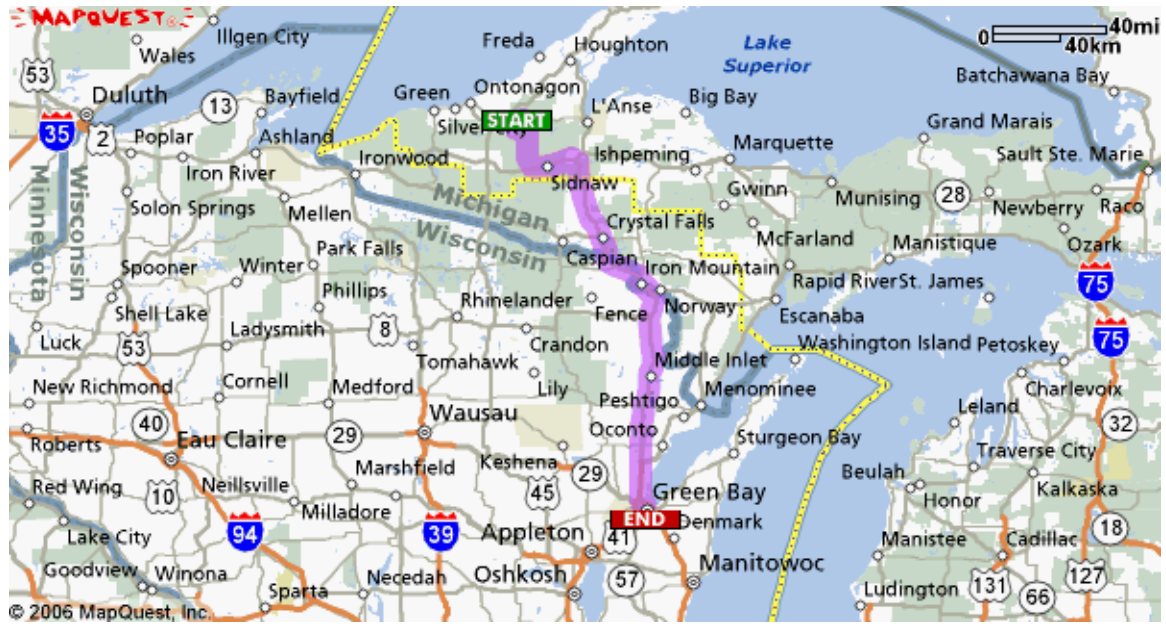 MAPQUEST
40mi
0
40km
Illgen City
Wales
Freda
Houghton
Lake
Superior
Batchawana Bay
53
Duluth
13
Bayfield
Green
Ontonagon
L'Anse
Big Bay
START
Silver City
Grand Marais
35
2
Poplar
Ashland
Ironwood
Ishpeming
Marquette
Sault Ste. Marie
Iron River
Sidnaw
Gwinn
Munising
28
Newberry
Raco
Minnesota
Wisconsin
Solon Springs
Mellen
Michigan
Wisconsin
Crystal Falls
McFarland
Manistique
Ozark
Park Falls
Spooner
Winter
Caspian
Iron Mountain
Rapid River
St. James
75
Phillips
Rhinelander
Fence
Norway
Escanaba
Shell Lake
Ladysmith
8
Luck
53
Tomahawk
Crandon
Middle Inlet
Washington Island
Petoskey
75
New Richmond
Cornell
Medford
Lily
Peshtigo
Menominee
Charlevoix
40
Wausau
Leland
32
Roberts
Eau Claire
29
Oconto
Sturgeon Bay
Traverse City
Marshfield
Keshena
29
Beulah
Red Wing
10
Neillsville
45
Green Bay
Honor
Kalkaska
Milladore
END
Denmark
18
Lake City
94
39
Appleton
41
Manistee
Cadillac
Manitowoc
Goodview
Winona
Necedah
Oshkosh
57
Ludington
131
127
66
Sparta
© 2006 MapQuest, Inc.